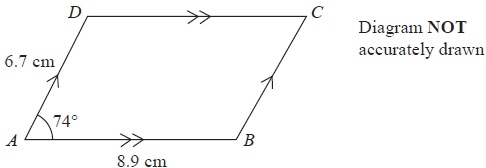 D
C
Diagram NOT
accurately drawn
6.7 cm
74°
A
B
8.9 cm